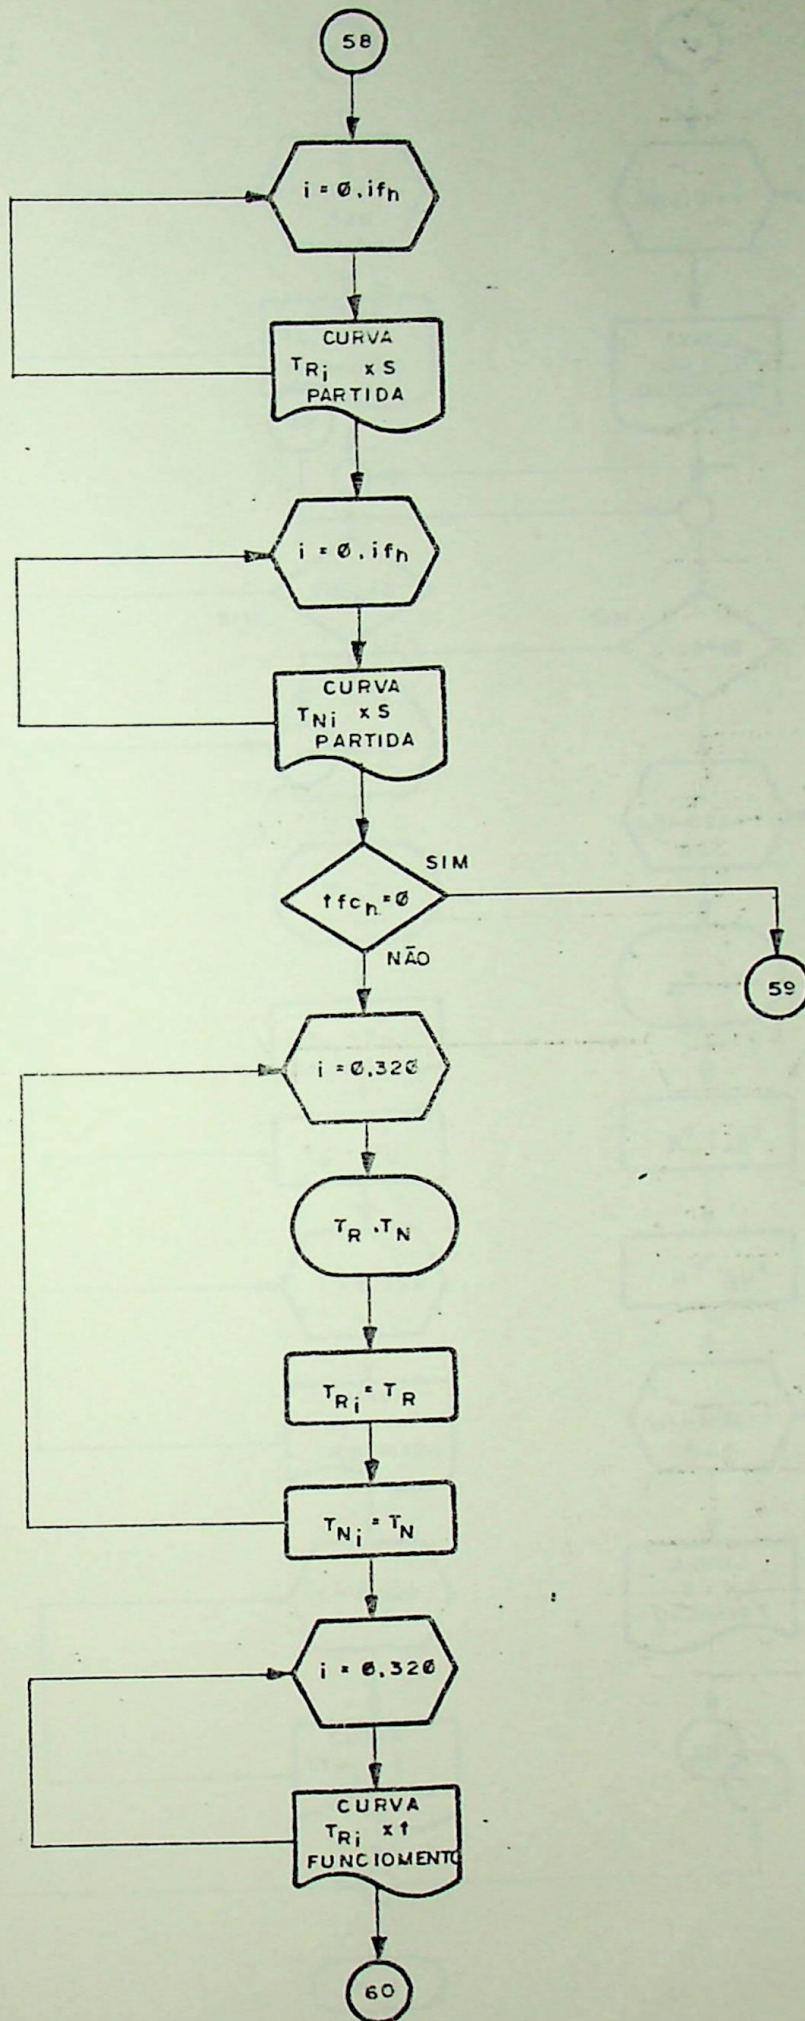 58
i = Ø, ifn
CURVA
TRi x S
PARTIDA
i = Ø, ifn
CURVA
TNi x S
PARTIDA
SIM
tfcn = Ø
NÃO
59
i = Ø,32Ø
TR , TN
TRi = TR
TNi = TN
i = Ø,32Ø
CURVA
TRi x t
FUNCIOMENTO
60